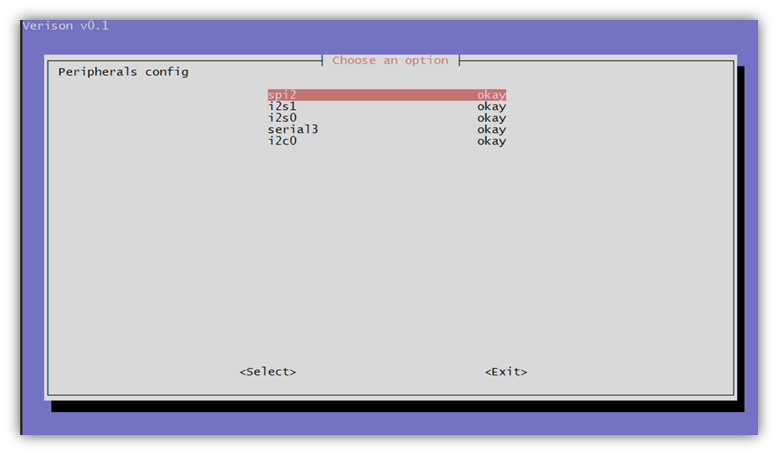 Verison v0.1
Choose an option
Peripherals config
spi2 okay
i2s1 okay
i2s0 okay
serial3 okay
i2c0 okay
<Select> <Exit>